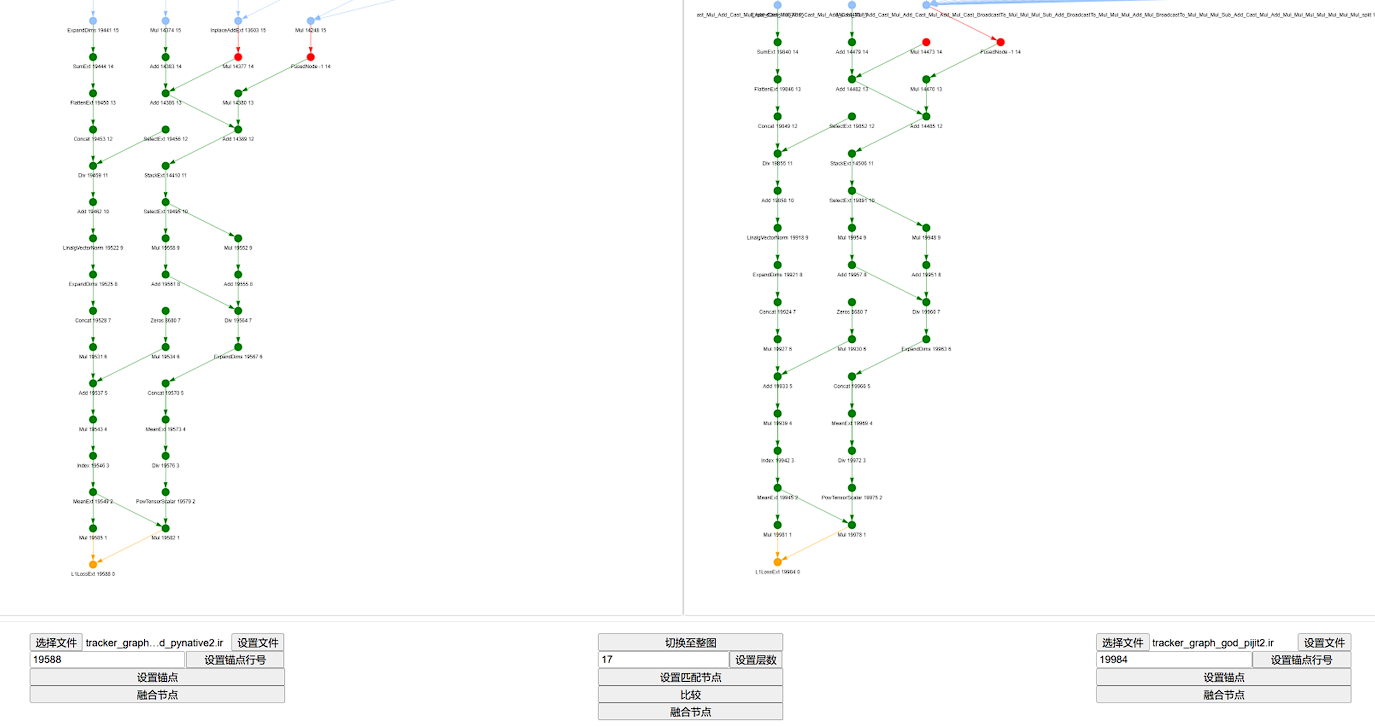 ExpandDims 19441 15
Mul 14374 15
InplaceAddExt 13603 15
Mul 14248 15
SumExt 19444 14
Add 14383 14
Mul 14377 14
FusedNode -1 14
FlattenExt 19450 13
Add 14386 13
Mul 14380 13
Concat 19453 12
SelectExt 19456 12
Add 14389 12
Div 19459 11
StackExt 14410 11
Add 19462 10
SelectExt 19495 10
LinalgVectorNorm 19522 9
Mul 19558 9
Mul 19552 9
ExpandDims 19525 8
Add 19561 8
Add 19555 8
Concat 19528 7
Zeros 8680 7
Div 19564 7
Mul 19531 6
Mul 19534 6
ExpandDims 19567 6
Add 19537 5
Concat 19570 5
Mul 19543 4
MeanExt 19573 4
Index 19546 3
Div 19576 3
MeanExt 19549 2
PowTensorScalar 19579 2
Mul 19585 1
Mul 19582 1
L1LossExt 19588 0
SumExt 19840 14
Add 14479 14
Mul 14473 14
FusedNode -1 14
FlattenExt 19846 13
Add 14482 13
Mul 14476 13
Concat 19849 12
SelectExt 19852 12
Add 14485 12
Div 19855 11
StackExt 14506 11
Add 19858 10
SelectExt 19891 10
LinalgVectorNorm 19918 9
Mul 19954 9
Mul 19948 9
ExpandDims 19921 8
Add 19957 8
Add 19951 8
Concat 19924 7
Zeros 8680 7
Div 19960 7
Mul 19927 6
Mul 19930 6
ExpandDims 19963 6
Add 19933 5
Concat 19966 5
Mul 19939 4
MeanExt 19969 4
Index 19942 3
Div 19972 3
MeanExt 19945 2
PowTensorScalar 19975 2
Mul 19981 1
Mul 19978 1
L1LossExt 19984 0
选择文件 tracker_graph…d_pynative2.ir 设置文件
19588 设置锚点行号
设置锚点
融合节点
切换至整图
17 设置层数
设置匹配节点
比较
融合节点
选择文件 tracker_graph_god_pijit2.ir 设置文件
19984 设置锚点行号
设置锚点
融合节点